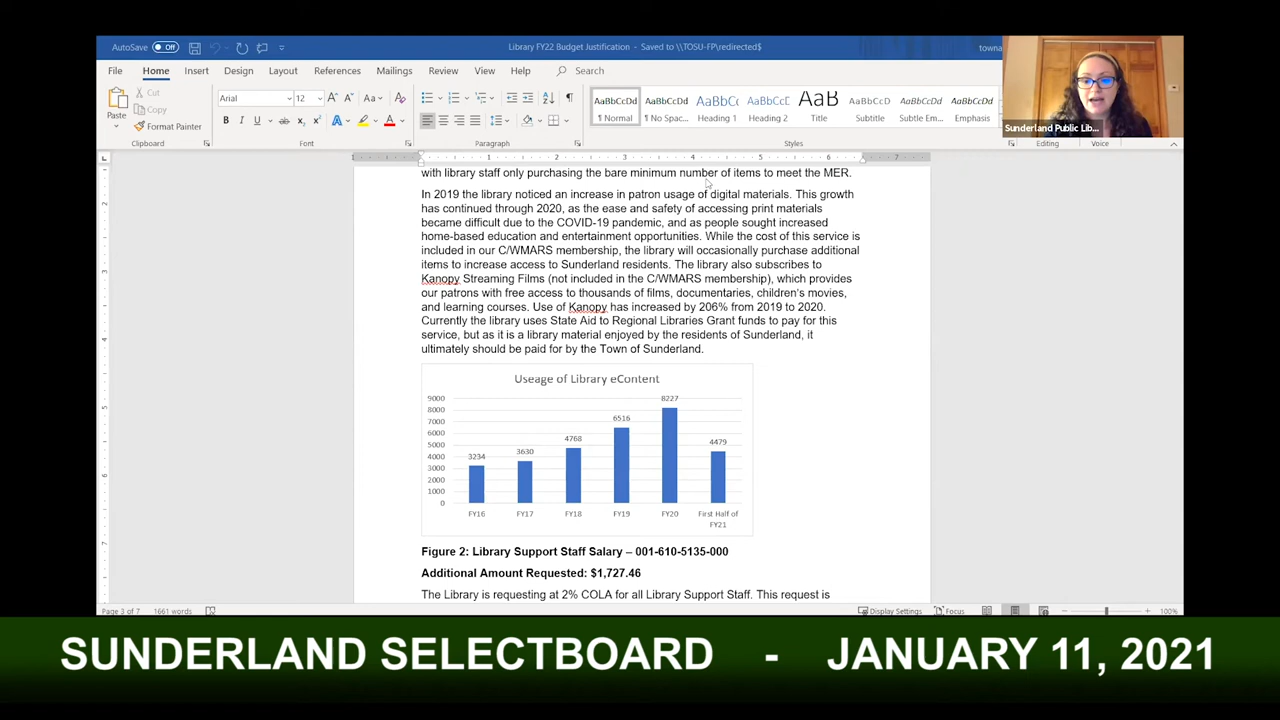 AutoSave Off
Library FY22 Budget Justification - Saved to \\TOSU-FP\redirected$
towna
File Home Insert Draw Design Layout References Mailings Review View Help Search
Cut
Copy
Format Painter
Paste
Arial 12
AaBbCcDd AaBbCcDd AaBbCc AaBbCcD AaB AaBbCcD AaBbCcDd AaBbCcDd
¶ Normal ¶ No Spac... Heading 1 Heading 2 Title Subtitle Subtle Em... Emphasis
Clipboard Font Paragraph Styles Editing Voice
Sunderland Public Lib...
with library staff only purchasing the bare minimum number of items to meet the MER.
In 2019 the library noticed an increase in patron usage of digital materials. This growth
has continued through 2020, as the ease and safety of accessing print materials
became difficult due to the COVID-19 pandemic, and as people sought increased
home-based education and entertainment opportunities. While the cost of this service is
included in our C/WMARS membership, the library will occasionally purchase additional
items to increase access to Sunderland residents. The library also subscribes to
Kanopy Streaming Films (not included in the C/WMARS membership), which provides
our patrons with free access to thousands of films, documentaries, children's movies,
and learning courses. Use of Kanopy has increased by 206% from 2019 to 2020.
Currently the library uses State Aid to Regional Libraries Grant funds to pay for this
service, but as it is a library material enjoyed by the residents of Sunderland, it
ultimately should be paid for by the Town of Sunderland.
Useage of Library eContent
9000
8000
7000
6000
5000
4000
3000
2000
1000
0
3234 3630 4768 6516 8227 4479
FY16 FY17 FY18 FY19 FY20 First Half of
FY21
Figure 2: Library Support Staff Salary – 001-610-5135-000
Additional Amount Requested: $1,727.46
The Library is requesting at 2% COLA for all Library Support Staff. This request is
Page 3 of 7 1661 words Display Settings Focus 100%
SUNDERLAND SELECTBOARD - JANUARY 11, 2021